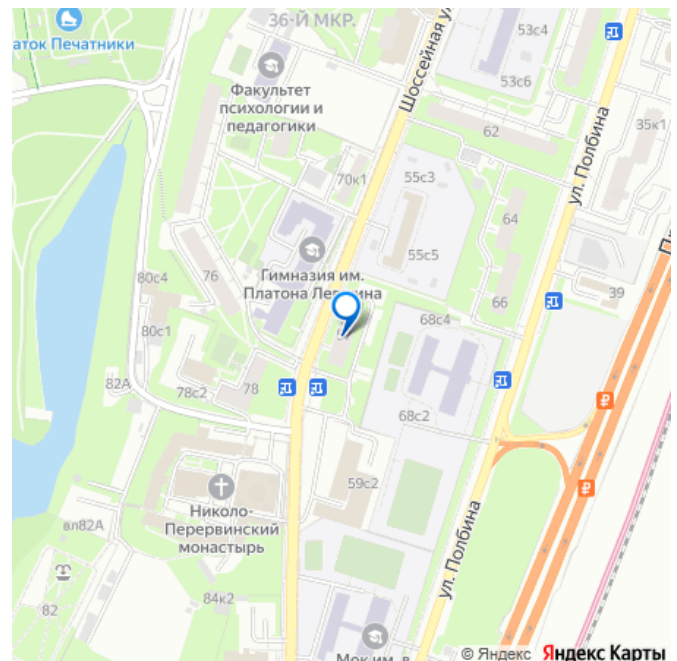 36-Й МКР.
аток Печатники
Шоссейная у
53с4
53с6
ул. Полбина
Факультет
психологии и
педагогики
62
35к1
70к1
55с3
64
55с5
Гимназия им.
Платона Ле
ина
80с4
76
66
39
80с1
68с4
82А
78с2
78
68с2
59с2
Николо-
Перервинский
монастырь
вл82А
ул. Полбина
82
84к2
© Яндекс
Яндекс Карты